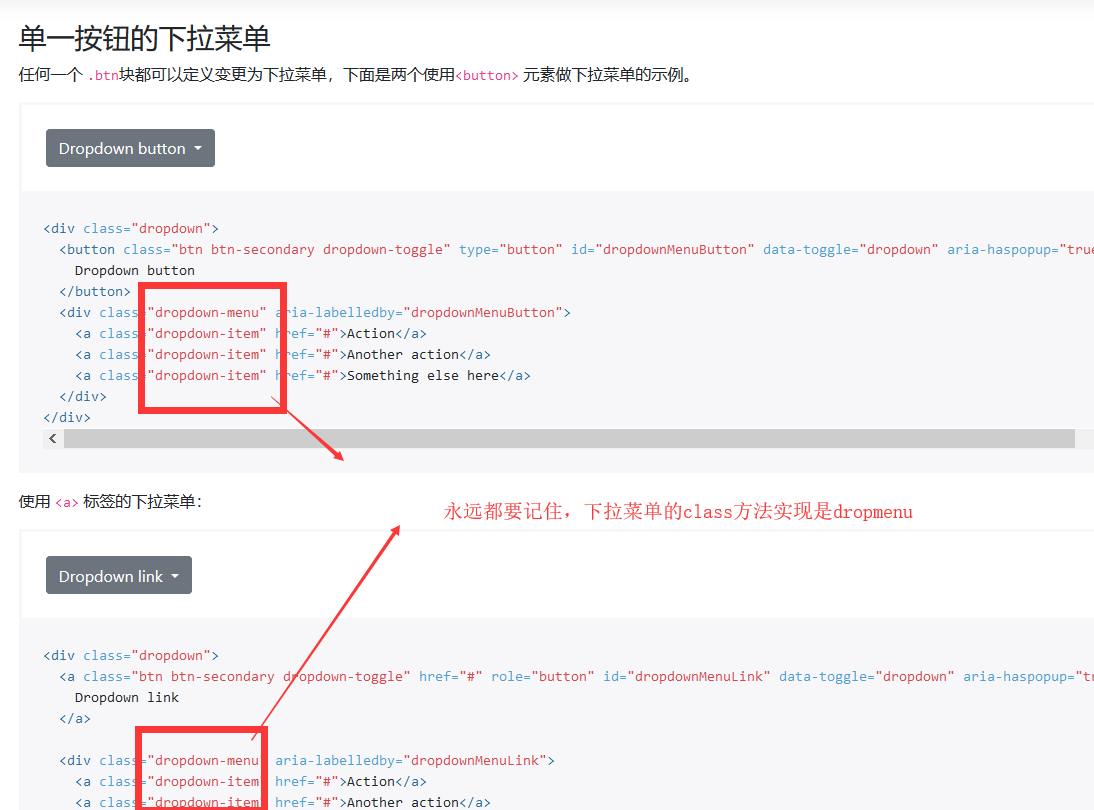 单一按钮的下拉菜单
任何一个 .btn块都可以定义变更为下拉菜单，下面是两个使用<button> 元素做下拉菜单的示例。
Dropdown button
<div class="dropdown">
<button class="btn btn-secondary dropdown-toggle" type="button" id="dropdownMenuButton" data-toggle="dropdown" aria-haspopup="true
Dropdown button
</button>
<div class="dropdown-menu" aria-labelledby="dropdownMenuButton">
<a class="dropdown-item" href="#">Action</a>
<a class="dropdown-item" href="#">Another action</a>
<a class="dropdown-item" href="#">Something else here</a>
</div>
</div>
使用 <a> 标签的下拉菜单：
永远都要记住，下拉菜单的class方法实现是dropmenu
Dropdown link
<div class="dropdown">
<a class="btn btn-secondary dropdown-toggle" href="#" role="button" id="dropdownMenuLink" data-toggle="dropdown" aria-haspopup="tr
Dropdown link
</a>
<div class="dropdown-menu" aria-labelledby="dropdownMenuLink">
<a class="dropdown-item" href="#">Action</a>
<a class="dropdown-item" href="#">Another action</a>